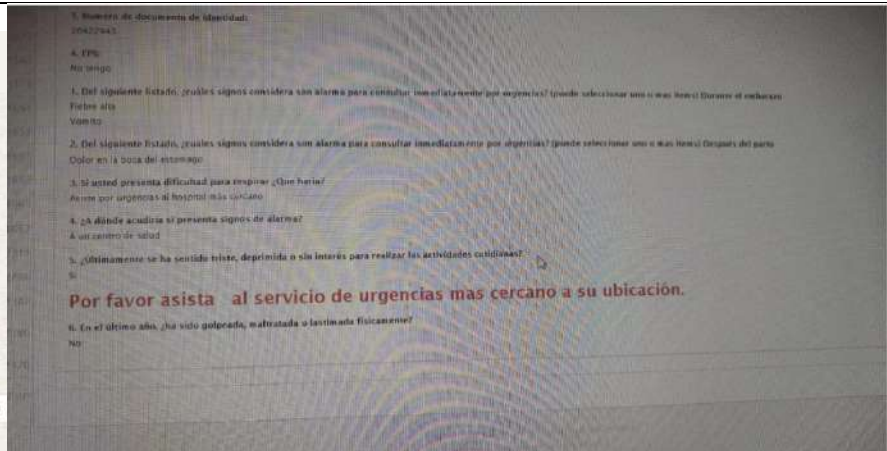 3. Numero de documento de identidad:
4. EPS:
No tengo
1. Del siguiente listado, ¿cuáles signos considera son alarma para consultar inmediatamente por urgencias? (puede seleccionar uno o mas items) Durante el embarazo
Fiebre alta
Vomito
2. Del siguiente listado, ¿cuáles signos considera son alarma para consultar inmediatamente por urgencias? (puede seleccionar uno o mas items) Después del parto
Dolor en la boca del estomago
3. Si usted presenta dificultad para respirar ¿Que haria?
Asiste por urgencias al hospital más cercano
4. ¿A dónde acudiría si presenta signos de alarma?
A un centro de salud
5. ¿Últimamente se ha sentido triste, deprimida o sin interés para realizar las actividades cotidianas?
Si
Por favor asista al servicio de urgencias mas cercano a su ubicación.
6. En el último año, ¿ha sido golpeada, maltratada o lastimada físicamente?
No